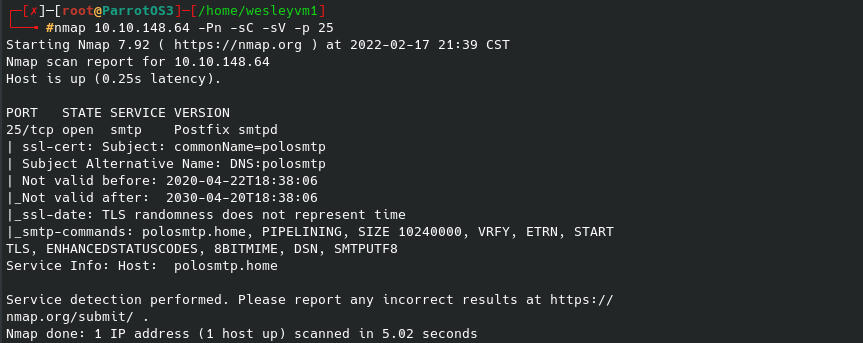 ┌─[✗]─[root@ParrotOS3]─[/home/wesleyvm1]
└──╼ #nmap 10.10.148.64 -Pn -sC -sV -p 25
Starting Nmap 7.92 ( https://nmap.org ) at 2022-02-17 21:39 CST
Nmap scan report for 10.10.148.64
Host is up (0.25s latency).

PORT   STATE SERVICE VERSION
25/tcp open  smtp    Postfix smtpd
| ssl-cert: Subject: commonName=polosmtp
| Subject Alternative Name: DNS:polosmtp
| Not valid before: 2020-04-22T18:38:06
|_Not valid after:  2030-04-20T18:38:06
|_ssl-date: TLS randomness does not represent time
|_smtp-commands: polosmtp.home, PIPELINING, SIZE 10240000, VRFY, ETRN, START
TLS, ENHANCEDSTATUSCODES, 8BITMIME, DSN, SMTPUTF8
Service Info: Host:  polosmtp.home

Service detection performed. Please report any incorrect results at https://
nmap.org/submit/ .
Nmap done: 1 IP address (1 host up) scanned in 5.02 seconds